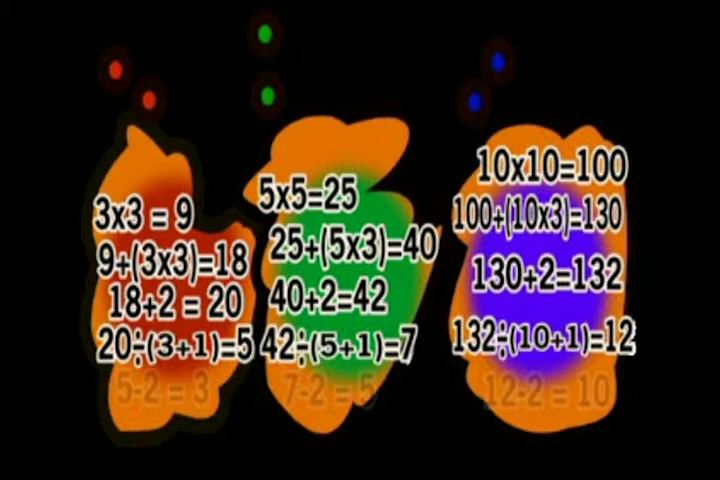 3x3 = 9
9+(3x3)=18
18+2 = 20
20÷(3+1)=5
5-2 = 3
5x5=25
25+(5x3)=40
40+2=42
42÷(5+1)=7
7-2 = 5
10x10=100
100+(10x3)=130
130+2=132
132÷(10+1)=12
12-2 = 10